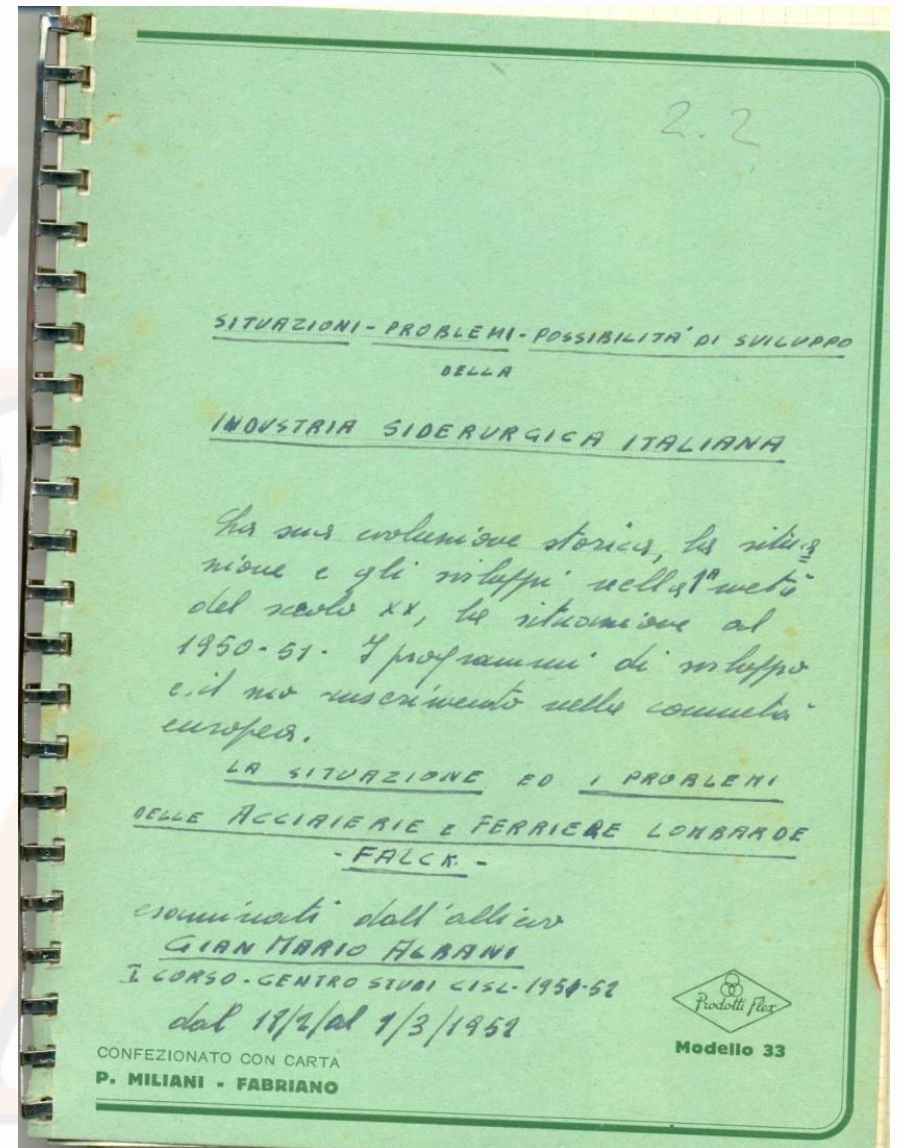 2.2
SITUAZIONI - PROBLEMI - POSSIBILITA' DI SVILUPPO
DELLA
INDUSTRIA SIDERURGICA ITALIANA
La sua evoluzione storica, la situa
zione e gli sviluppi nella 1ª metà
del secolo XX, la situazione al
1950-51. I programmi di sviluppo
e il suo inserimento nella comunità
europea.
LA SITUAZIONE ED I PROBLEMI
DELLE ACCIAIERIE E FERRIERE LOMBARDE
- FALCK -
esaminati dall'allievo
GIAN MARIO ALBANI
I CORSO - CENTRO STUDI CISL - 1951-52
dal 18/2/al 1/3/1952
Prodotti Flex
Modello 33
CONFEZIONATO CON CARTA
P. MILIANI - FABRIANO